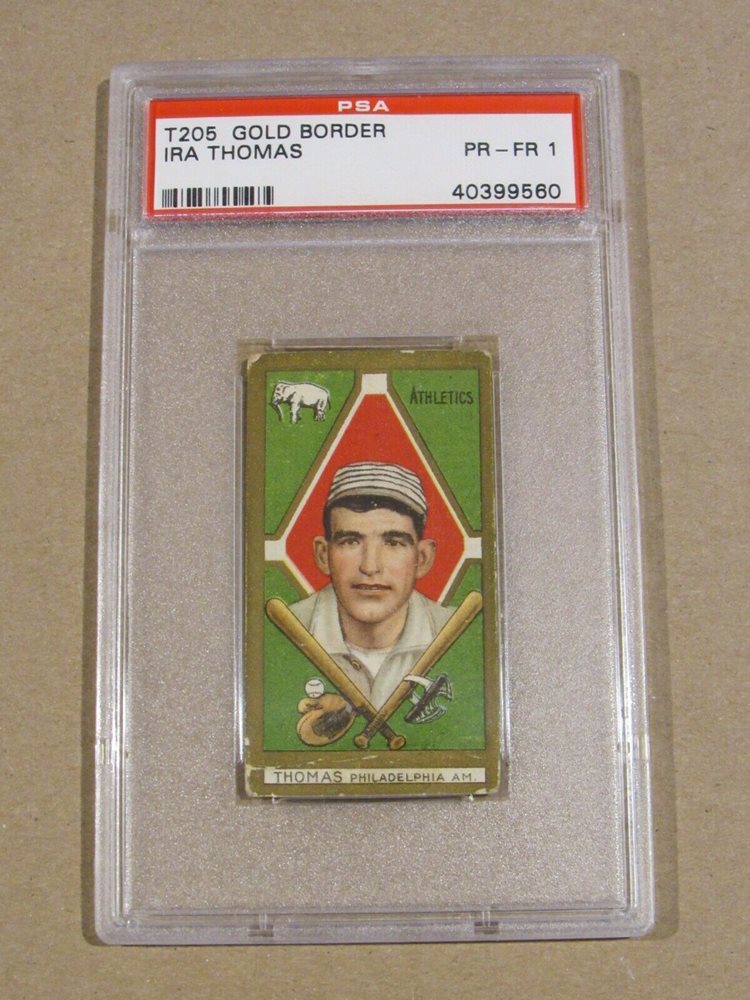 PSA
T205 GOLD BORDER
IRA THOMAS PR - FR 1
40399560
ATHLETICS
THOMAS PHILADELPHIA AM.